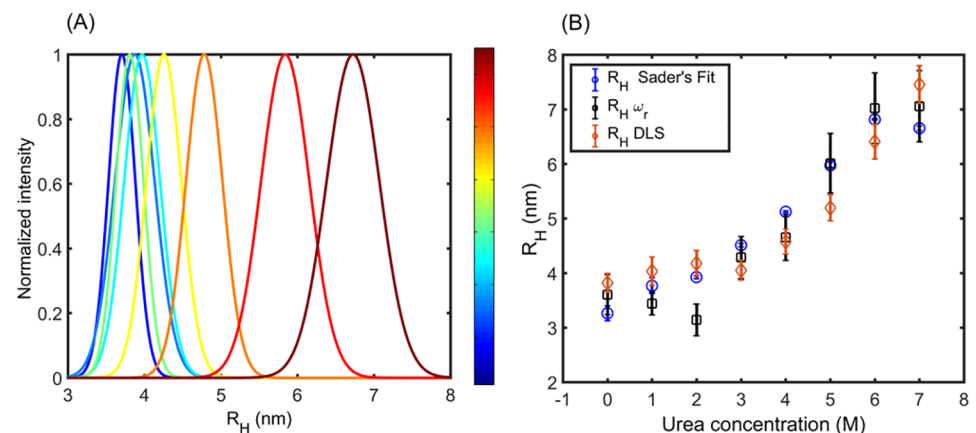 (A)
Normalized intensity
1
0.8
0.6
0.4
0.2
0
3 4 5 6 7 8
R_H (nm)
(B)
R_H (nm)
8
7
6
5
4
3
2
R_H Sader's Fit
R_H ω_r
R_H DLS
-1 0 1 2 3 4 5 6 7 8
Urea concentration (M)